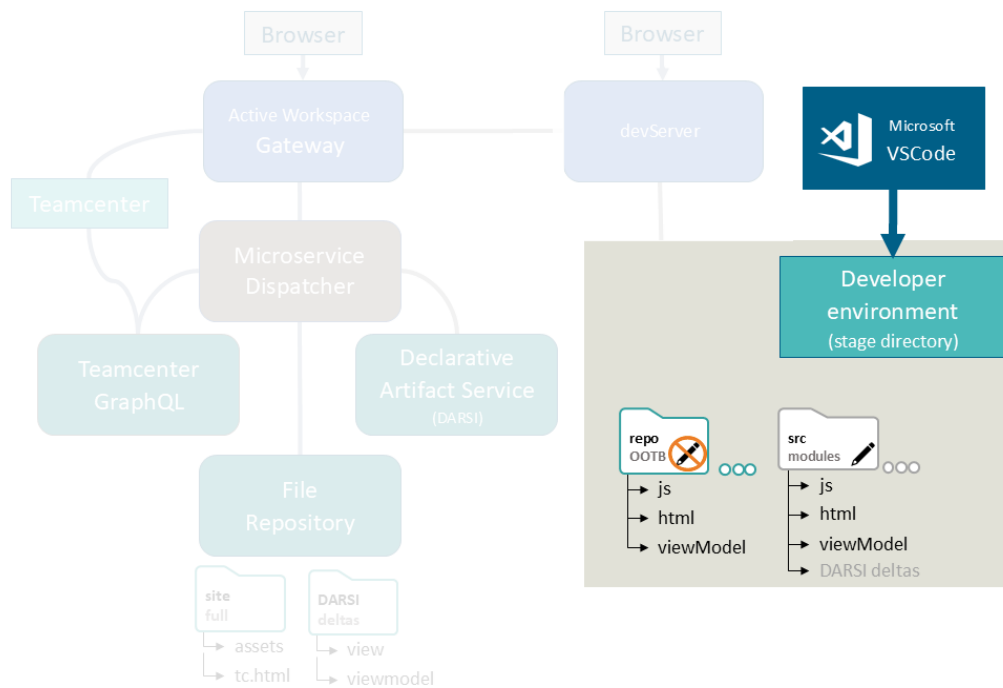 Browser
Browser
Active Workspace
Gateway
devServer
Microsoft
VSCode
Teamcenter
Microservice
Dispatcher
Developer
environment
(stage directory)
Teamcenter
GraphQL
Declarative
Artifact Service
(DARSI)
repo
OOTB
src
modules
js
html
viewModel
js
html
viewModel
DARSI deltas
File
Repository
site
full
DARSI
deltas
assets
tc.html
view
viewmodel